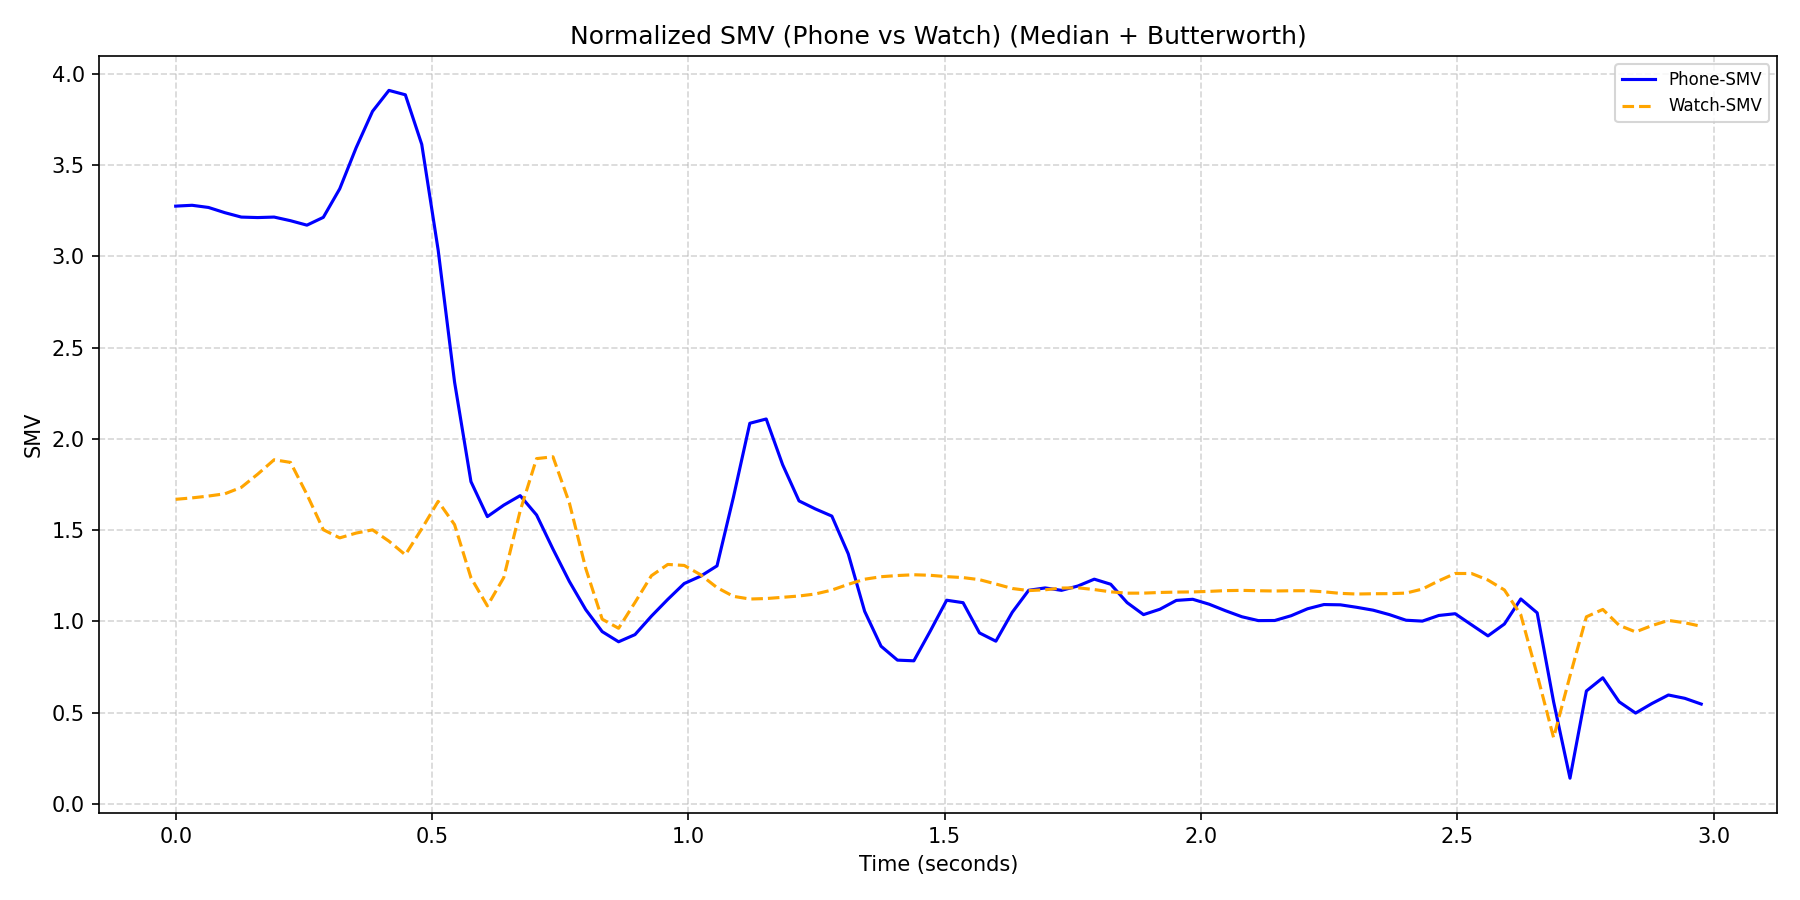 Normalized SMV (Phone vs Watch) (Median + Butterworth)
Phone-SMV
Watch-SMV
4.0
3.5
3.0
2.5
2.0
1.5
1.0
0.5
0.0
SMV
0.0 0.5 1.0 1.5 2.0 2.5 3.0
Time (seconds)